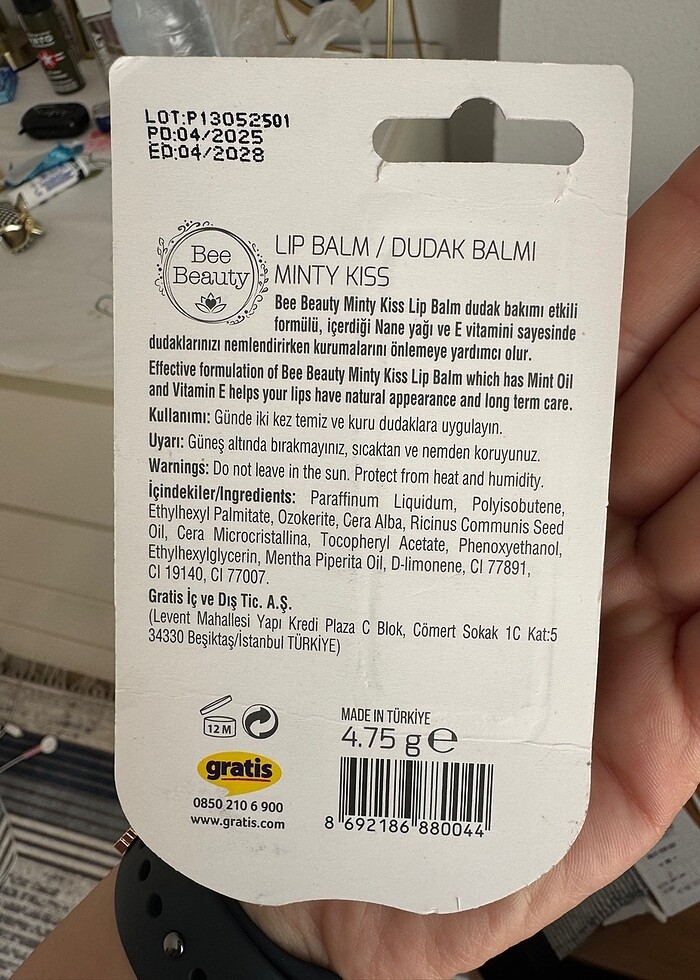 LOT:P13052501
PD:04/2025
ED:04/2028
Bee
Beauty
LIP BALM / DUDAK BALMI
MINTY KISS
Bee Beauty Minty Kiss Lip Balm dudak bakımı etkili
formülü, içerdiği Nane yağı ve E vitamini sayesinde
dudaklarınızı nemlendirirken kurumalarını önlemeye yardımcı olur.
Effective formulation of Bee Beauty Minty Kiss Lip Balm which has Mint Oil
and Vitamin E helps your lips have natural appearance and long term care.
Kullanımı: Günde iki kez temiz ve kuru dudaklara uygulayın.
Uyarı: Güneş altında bırakmayınız, sıcaktan ve nemden koruyunuz.
Warnings: Do not leave in the sun. Protect from heat and humidity.
İçindekiler/Ingredients: Paraffinum Liquidum, Polyisobutene,
Ethylhexyl Palmitate, Ozokerite, Cera Alba, Ricinus Communis Seed
Oil, Cera Microcristallina, Tocopheryl Acetate, Phenoxyethanol,
Ethylhexylglycerin, Mentha Piperita Oil, D-limonene, CI 77891,
CI 19140, CI 77007.
Gratis İç ve Dış Tic. A.Ş.
(Levent Mahallesi Yapı Kredi Plaza C Blok, Cömert Sokak 1C Kat:5
34330 Beşiktaş/İstanbul TÜRKİYE)
12 M
MADE IN TÜRKİYE
4.75 g e
gratis
0850 210 6 900
www.gratis.com
8 692186 880044